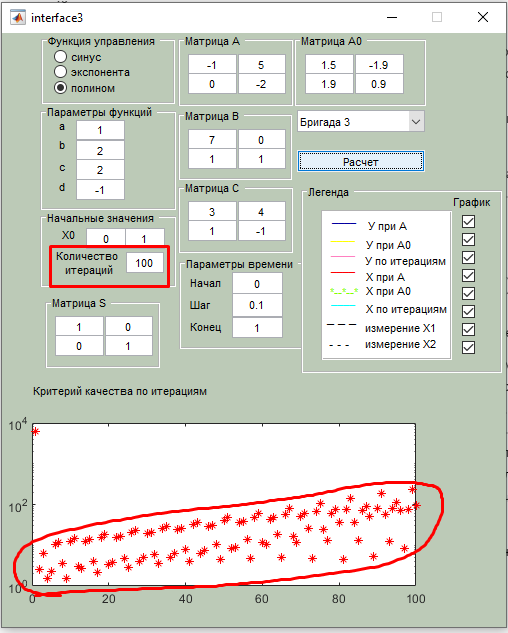 interface3
Функция управления
синус
экспонента
полином
Матрица A
-1 5
0 -2
Матрица A0
1.5 -1.9
1.9 0.9
Параметры функций
a 1
b 2
c 2
d -1
Матрица B
7 0
1 1
Бригада 3
Расчет
Матрица C
3 4
1 -1
Начальные значения
X0 0 1
Количество
итераций 100
Матрица S
1 0
0 1
Параметры времени
Начал 0
Шаг 0.1
Конец 1
Легенда
График
У при А
У при А0
У по итерациям
Х при А
Х при А0
Х по итерациям
измерение X1
измерение X2
Критерий качества по итерациям
10^4
10^2
10^0
0 20 40 60 80 100